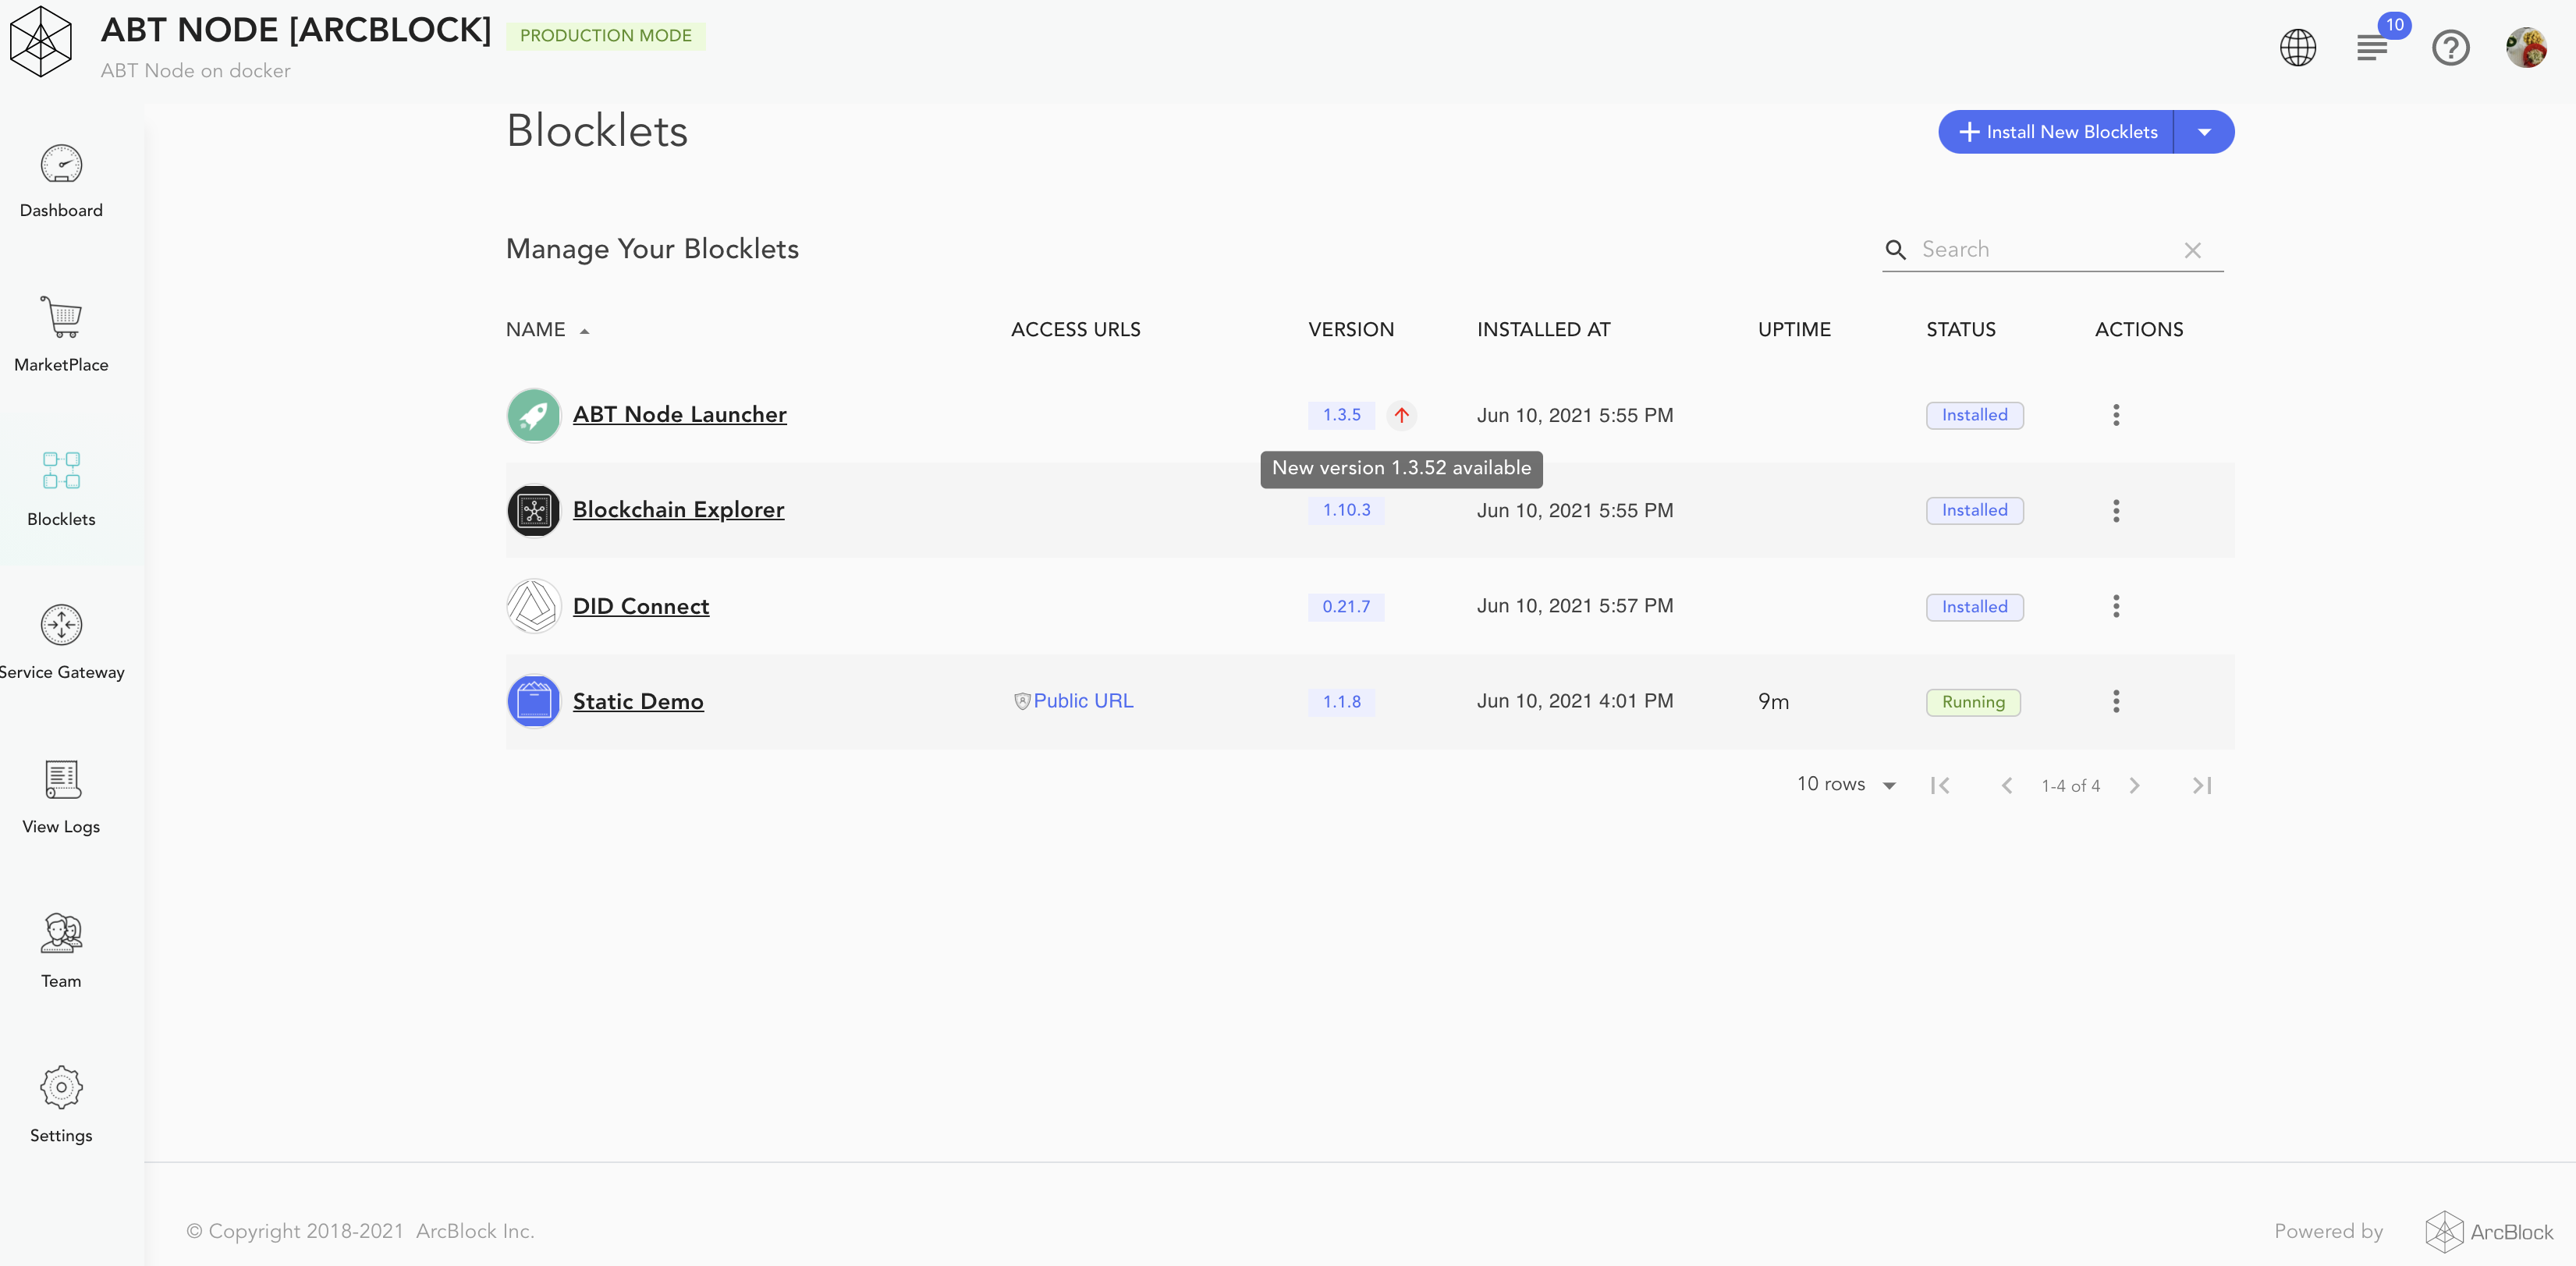 ABT NODE [ARCBLOCK] PRODUCTION MODE
ABT Node on docker
10
Dashboard
MarketPlace
Blocklets
Service Gateway
View Logs
Team
Settings
Blocklets
Install New Blocklets
Manage Your Blocklets
Search
NAME ACCESS URLS VERSION INSTALLED AT UPTIME STATUS ACTIONS
ABT Node Launcher 1.3.5 Jun 10, 2021 5:55 PM Installed
New version 1.3.52 available
Blockchain Explorer 1.10.3 Jun 10, 2021 5:55 PM Installed
DID Connect 0.21.7 Jun 10, 2021 5:57 PM Installed
Static Demo Public URL 1.1.8 Jun 10, 2021 4:01 PM 9m Running
10 rows 1-4 of 4
© Copyright 2018-2021 ArcBlock Inc.
Powered by ArcBlock